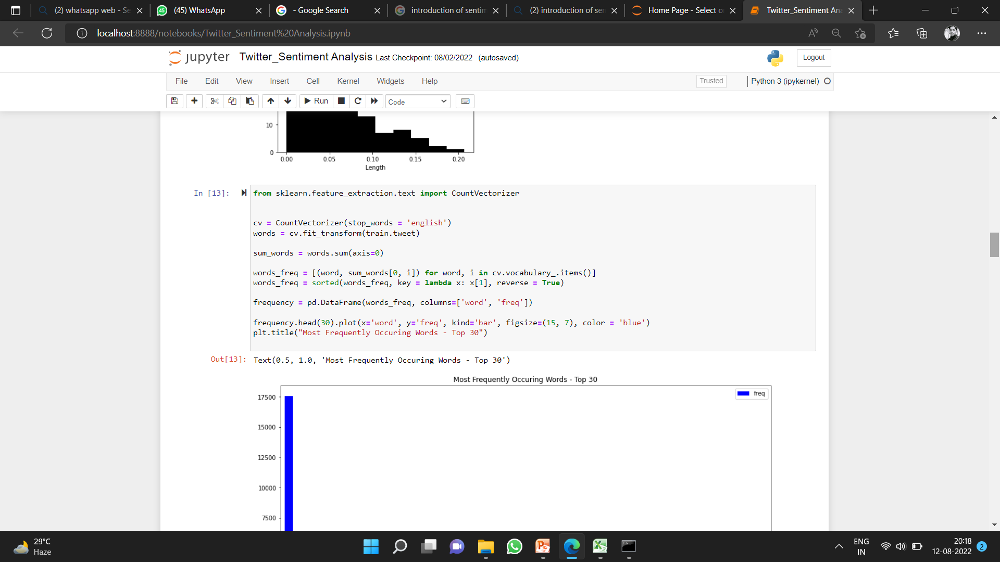 (2) whatsapp web - Se
(45) WhatsApp
- Google Search
introduction of sentim
(2) introduction of sen
Home Page - Select o
Twitter_Sentiment Ana
localhost:8888/notebooks/Twitter_Sentiment%20Analysis.ipynb
jupyter Twitter_Sentiment Analysis Last Checkpoint: 08/02/2022 (autosaved)
Logout
File Edit View Insert Cell Kernel Widgets Help
Trusted
Python 3 (ipykernel)
Run
Code
10
0
0.00 0.05 0.10 0.15 0.20
Length
In [13]:
from sklearn.feature_extraction.text import CountVectorizer
cv = CountVectorizer(stop_words = 'english')
words = cv.fit_transform(train.tweet)
sum_words = words.sum(axis=0)
words_freq = [(word, sum_words[0, i]) for word, i in cv.vocabulary_.items()]
words_freq = sorted(words_freq, key = lambda x: x[1], reverse = True)
frequency = pd.DataFrame(words_freq, columns=['word', 'freq'])
frequency.head(30).plot(x='word', y='freq', kind='bar', figsize=(15, 7), color = 'blue')
plt.title("Most Frequently Occuring Words - Top 30")
Out[13]: Text(0.5, 1.0, 'Most Frequently Occuring Words - Top 30')
Most Frequently Occuring Words - Top 30
freq
17500
15000
12500
10000
7500
29°C
Haze
ENG
IN
20:18
12-08-2022
2